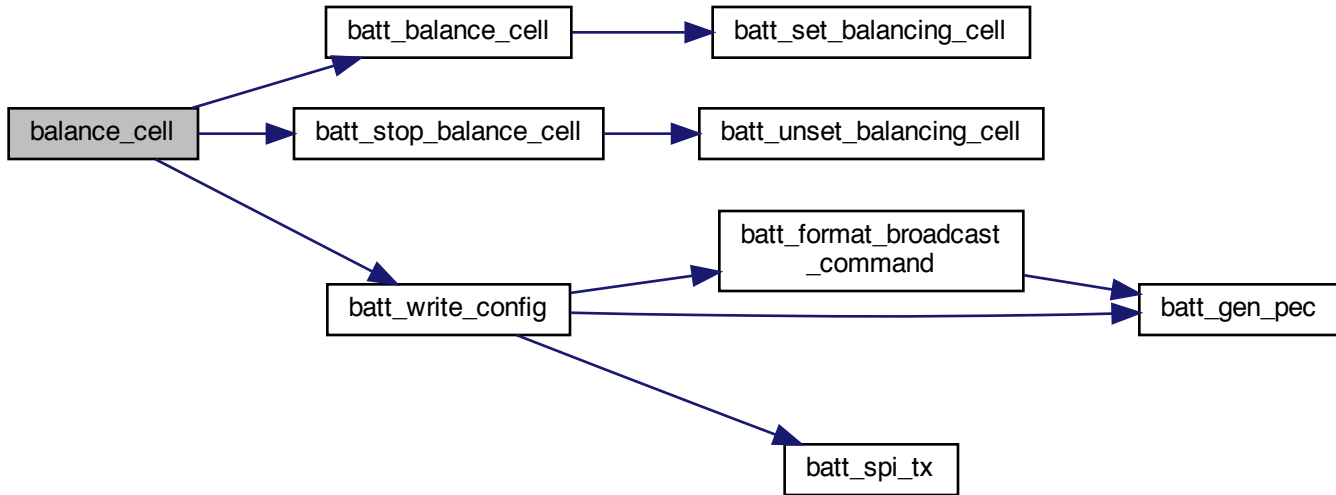 batt_balance_cell
batt_set_balancing_cell
balance_cell
batt_stop_balance_cell
batt_unset_balancing_cell
batt_format_broadcast
_command
batt_write_config
batt_gen_pec
batt_spi_tx